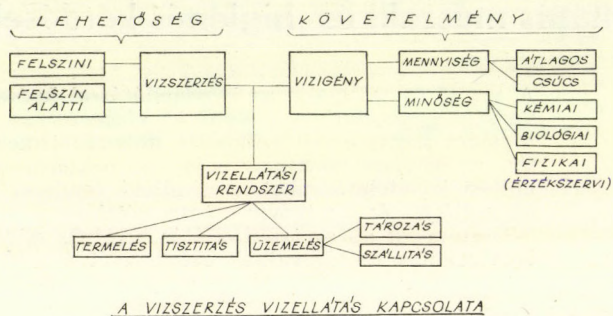 LEHETŐSÉG
KÖVETELMÉNY
FELSZINI
FELSZIN
ALATTI
VIZSZERZÉS
VIZIGÉNY
MENNYISÉG
MINŐSÉG
ÁTLAGOS
CSÚCS
KÉMIAI
BIOLÓGIAI
FIZIKAI
(ÉRZÉKSZERVI)
VIZELLÁTÁSI
RENDSZER
TERMELÉS
TISZTITÁS
ÜZEMELÉS
TÁROZÁS
SZÁLLITÁS
A VIZSZERZÉS VIZELLÁTÁS KAPCSOLATA